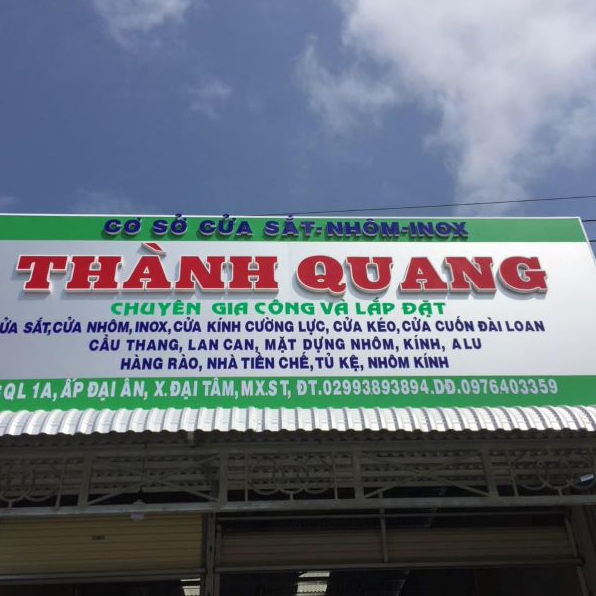 CƠ SỞ CỬA SẮT-NHÔM-INOX
THÀNH QUANG
CHUYÊN GIA CÔNG VÀ LẮP ĐẶT
ỬA SẮT,CỬA NHÔM,INOX,CỬA KÍNH CƯỜNG LỰC, CỬA KÉO,CỬA CUỐN ĐÀI LOAN
CẦU THANG, LAN CAN, MẶT DỰNG NHÔM, KÍNH, ALU
HÀNG RÀO, NHÀ TIỀN CHẾ,TỦ KỆ, NHÔM KÍNH
QL 1A, ẤP ĐẠI ÂN, X.ĐẠI TÂM,MX.ST, ĐT.02993893894.DĐ.0976403359